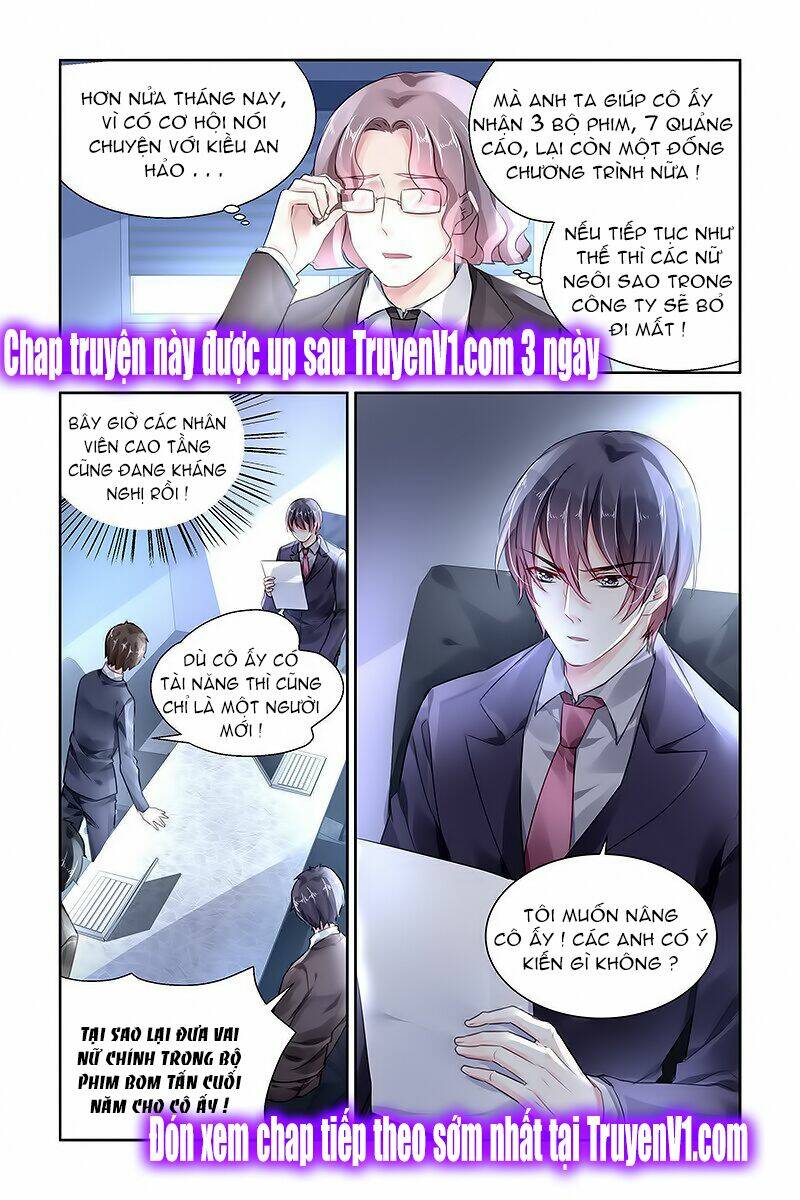 HƠN NỬA THÁNG NAY,
VÌ CÓ CƠ HỘI NÓI
CHUYỆN VỚI KIỀU AN
HẢO . . .
MÀ ANH TA GIÚP CÔ ẤY
NHẬN 3 BỘ PHIM, 7 QUẢNG
CÁO, LẠI CÒN MỘT ĐỐNG
CHƯƠNG TRÌNH NỮA !
NẾU TIẾP TỤC NHƯ
THẾ THÌ CÁC NỮ
NGÔI SAO TRONG
CÔNG TY SẼ BỎ
ĐI MẤT !
Chap truyện này được up sau TruyenV1.com 3 ngày
BÂY GIỜ CÁC NHÂN
VIÊN CAO TẦNG
CŨNG ĐANG KHÁNG
NGHỊ RỒI !
DÙ CÔ ẤY CÓ
TÀI NĂNG THÌ CŨNG
CHỈ LÀ MỘT NGƯỜI
MỚI !
TẠI SAO LẠI ĐƯA VAI
NỮ CHÍNH TRONG BỘ
PHIM BOM TẤN CUỐI
NĂM CHO CÔ ẤY !
TÔI MUỐN NÂNG
CÔ ẤY ! CÁC ANH CÓ Ý
KIẾN GÌ KHÔNG ?
Đón xem chap tiếp theo sớm nhất tại TruyenV1.com